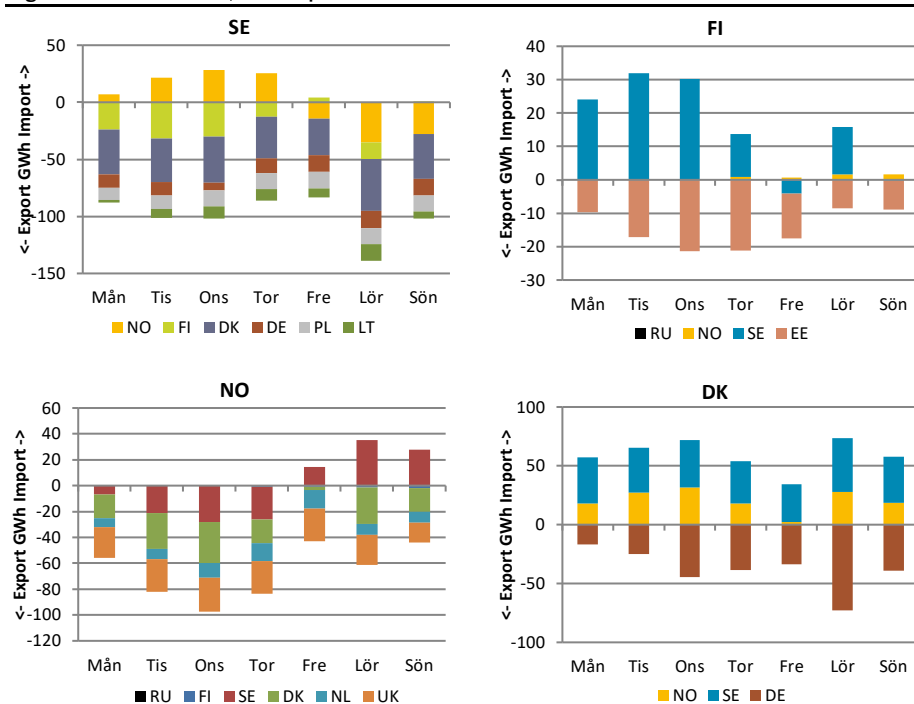 SE
50
0
-50
-100
-150
<- Export GWh Import ->
Mån Tis Ons Tor Fre Lör Sön
NO FI DK DE PL LT
FI
40
30
20
10
0
-10
-20
-30
<- Export GWh Import ->
Mån Tis Ons Tor Fre Lör Sön
RU NO SE EE
NO
60
40
20
0
-20
-40
-60
-80
-100
-120
<- Export GWh Import ->
Mån Tis Ons Tor Fre Lör Sön
RU FI SE DK NL UK
DK
100
50
0
-50
-100
<- Export GWh Import ->
Mån Tis Ons Tor Fre Lör Sön
NO SE DE